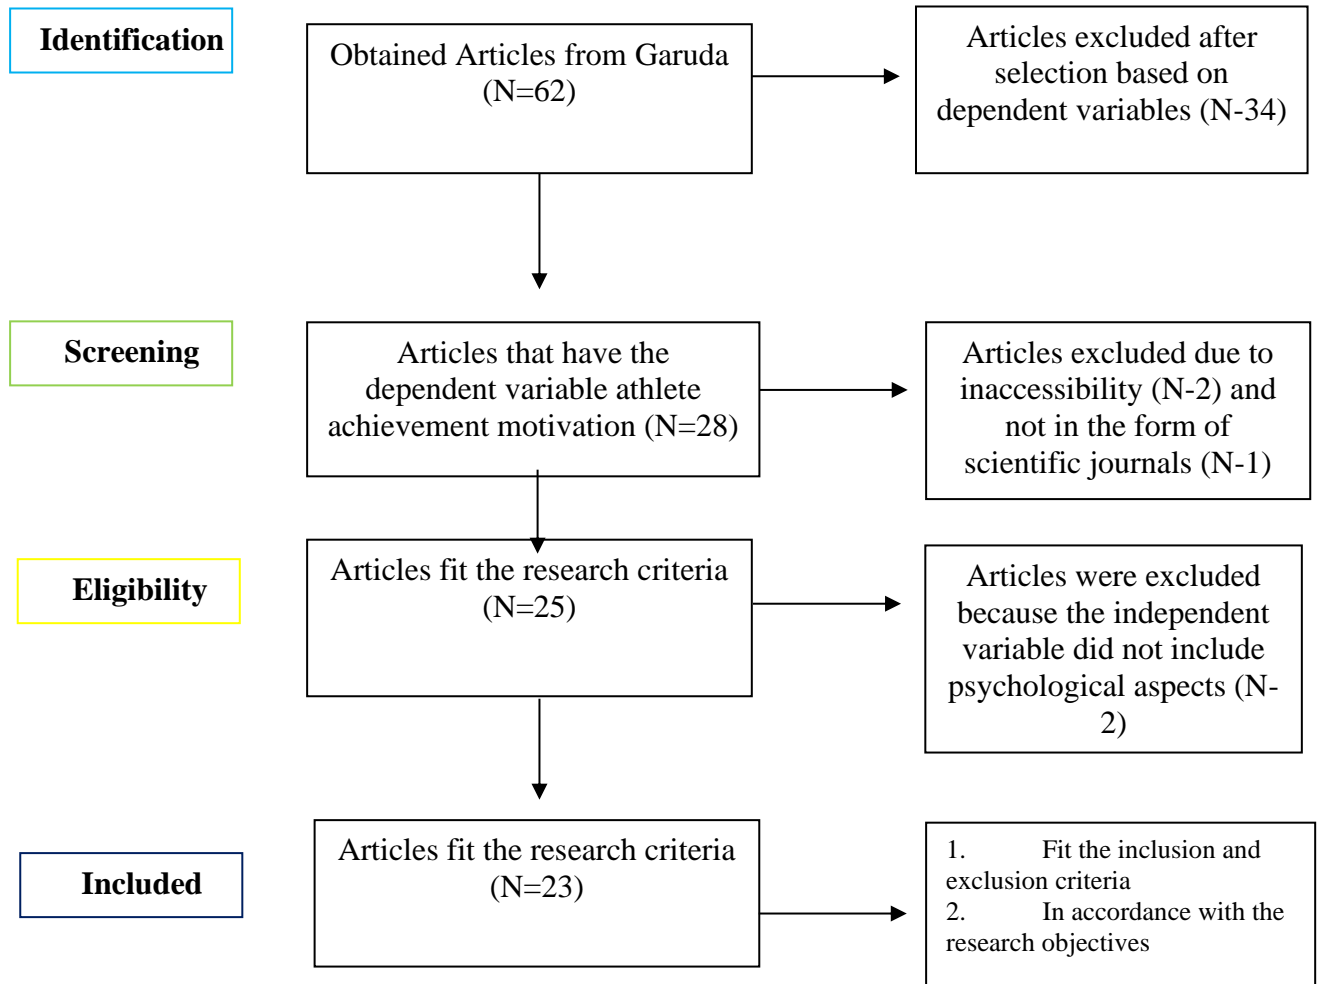 Identification
Obtained Articles from Garuda
(N=62)
Articles excluded after
selection based on
dependent variables (N-34)
Screening
Articles that have the
dependent variable athlete
achievement motivation (N=28)
Articles excluded due to
inaccessibility (N-2) and
not in the form of
scientific journals (N-1)
Eligibility
Articles fit the research criteria
(N=25)
Articles were excluded
because the independent
variable did not include
psychological aspects (N-
2)
Included
Articles fit the research criteria
(N=23)
1. Fit the inclusion and
exclusion criteria
2. In accordance with the
research objectives